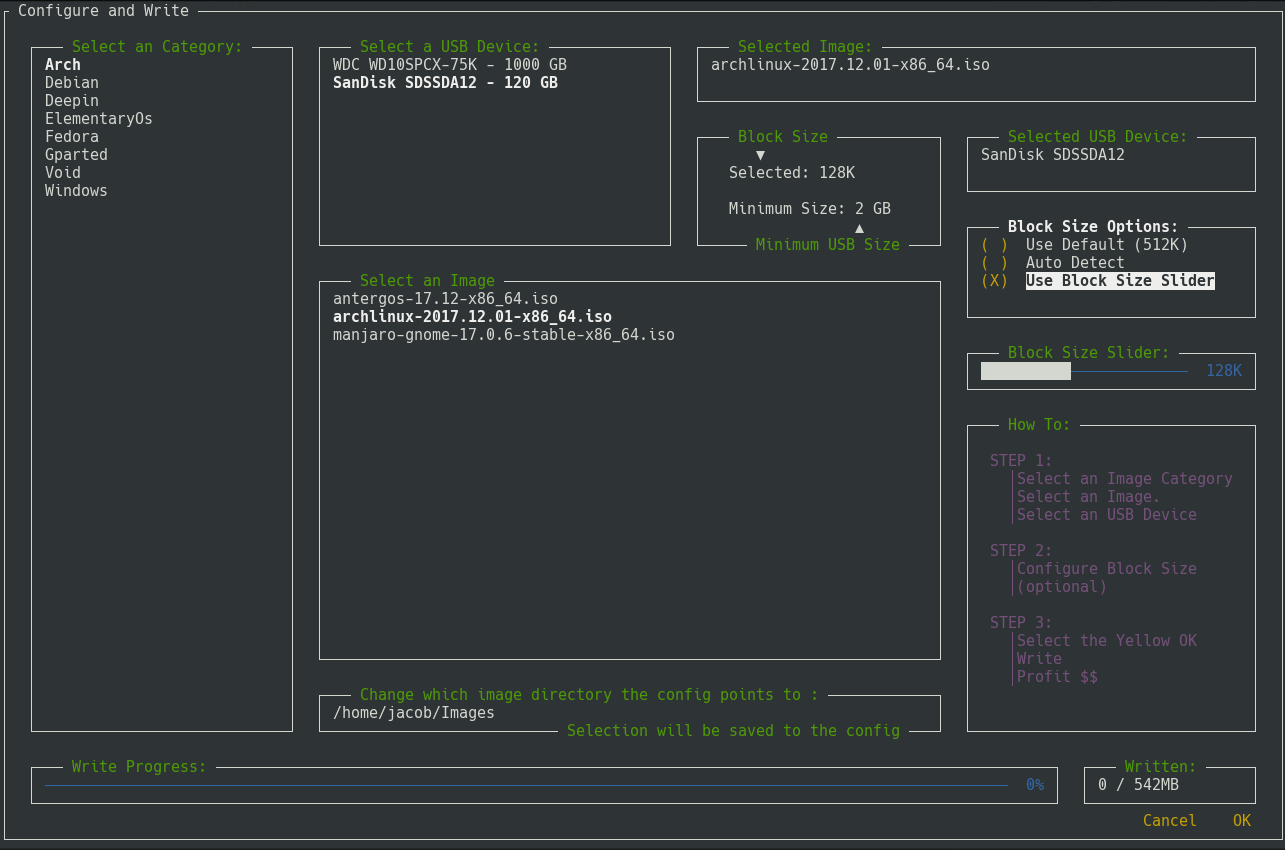 Configure and Write
Select an Category:
Arch
Debian
Deepin
ElementaryOs
Fedora
Gparted
Void
Windows
Select a USB Device:
WDC WD10SPCX-75K - 1000 GB
SanDisk SDSSDA12 - 120 GB
Selected Image:
archlinux-2017.12.01-x86_64.iso
Block Size
▼
Selected: 128K
Minimum Size: 2 GB
▲
Minimum USB Size
Selected USB Device:
SanDisk SDSSDA12
Block Size Options:
( ) Use Default (512K)
( ) Auto Detect
(X) Use Block Size Slider
Select an Image
antergos-17.12-x86_64.iso
archlinux-2017.12.01-x86_64.iso
manjaro-gnome-17.0.6-stable-x86_64.iso
Block Size Slider:
128K
How To:
STEP 1:
Select an Image Category
Select an Image.
Select an USB Device
STEP 2:
Configure Block Size
(optional)
STEP 3:
Select the Yellow OK
Write
Profit $$
Change which image directory the config points to :
/home/jacob/Images
Selection will be saved to the config
Write Progress:
0%
Written:
0 / 542MB
Cancel OK